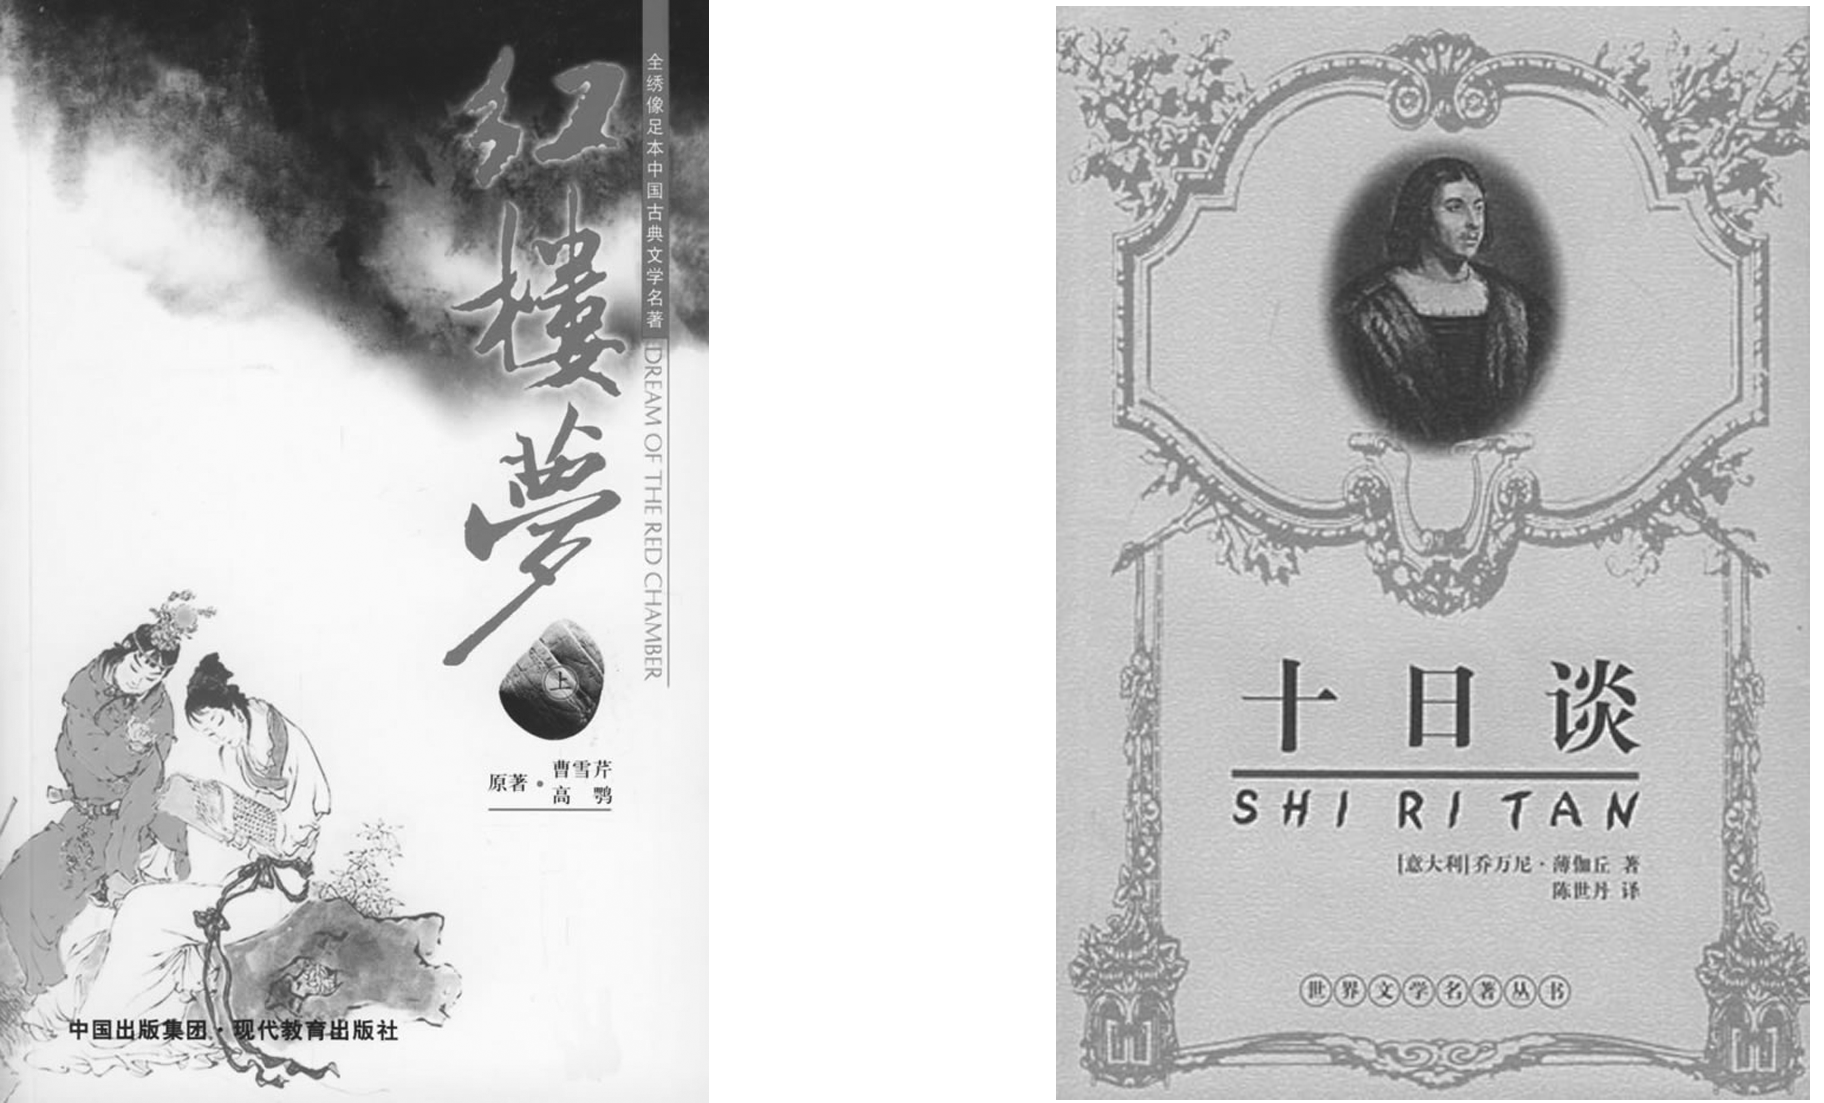 红楼夢
全绣像足本中国古典文学名著
DREAM OF THE RED CHAMBER
上
原著·曹雪芹
高 鹗
中国出版集团·现代教育出版社
十日谈
SHI RI TAN
[意大利]乔万尼·薄伽丘 著
陈世丹 译
世界文学名著丛书